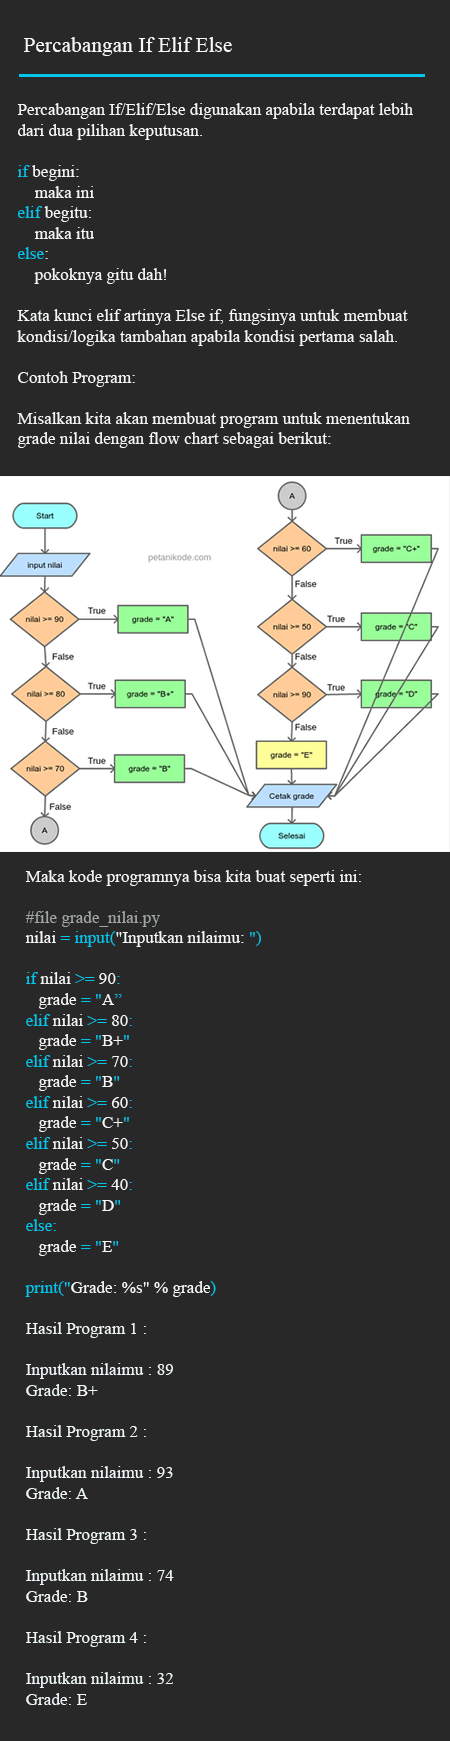 Percabangan If Elif Else
Percabangan If/Elif/Else digunakan apabila terdapat lebih
dari dua pilihan keputusan.
if begini:
maka ini
elif begitu:
maka itu
else:
pokoknya gitu dah!
Kata kunci elif artinya Else if, fungsinya untuk membuat
kondisi/logika tambahan apabila kondisi pertama salah.
Contoh Program:
Misalkan kita akan membuat program untuk menentukan
grade nilai dengan flow chart sebagai berikut:
Start
input nilai
petanikode.com
nilai >= 90
True
grade = "A"
False
nilai >= 80
True
grade = "B+"
False
nilai >= 70
True
grade = "B"
False
A
A
nilai >= 60
True
grade = "C+"
False
nilai >= 50
True
grade = "C"
False
nilai >= 90
True
grade = "D"
False
grade = "E"
Cetak grade
Selesai
Maka kode programnya bisa kita buat seperti ini:
#file grade_nilai.py
nilai = input("Inputkan nilaimu: ")
if nilai >= 90:
grade = "A”
elif nilai >= 80:
grade = "B+"
elif nilai >= 70:
grade = "B"
elif nilai >= 60:
grade = "C+"
elif nilai >= 50:
grade = "C"
elif nilai >= 40:
grade = "D"
else:
grade = "E"
print("Grade: %s" % grade)
Hasil Program 1 :
Inputkan nilaimu : 89
Grade: B+
Hasil Program 2 :
Inputkan nilaimu : 93
Grade: A
Hasil Program 3 :
Inputkan nilaimu : 74
Grade: B
Hasil Program 4 :
Inputkan nilaimu : 32
Grade: E